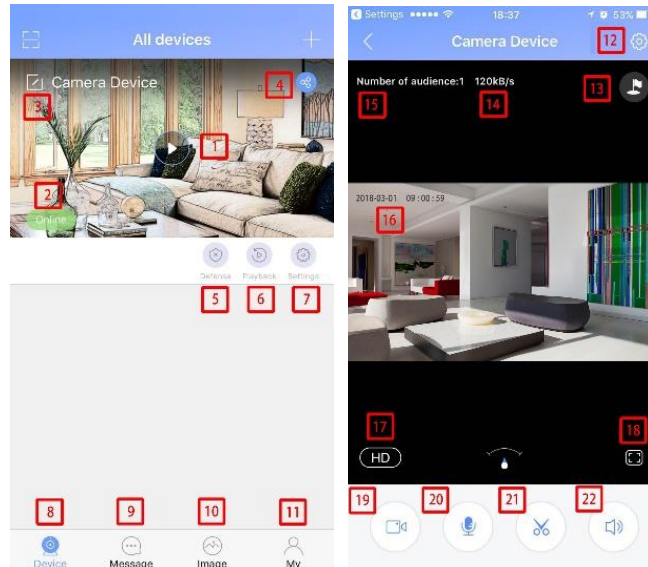 All devices
Camera Device
4
3
1
2
Online
Defense Playback Settings
5 6 7
8 9 10 11
Device Message Image My
Settings 18:37 53%
Camera Device 12
Number of audience:1 120kB/s
13
15 14
2018-03-01 09:00:59
16
17
18
HD
19 20 21 22